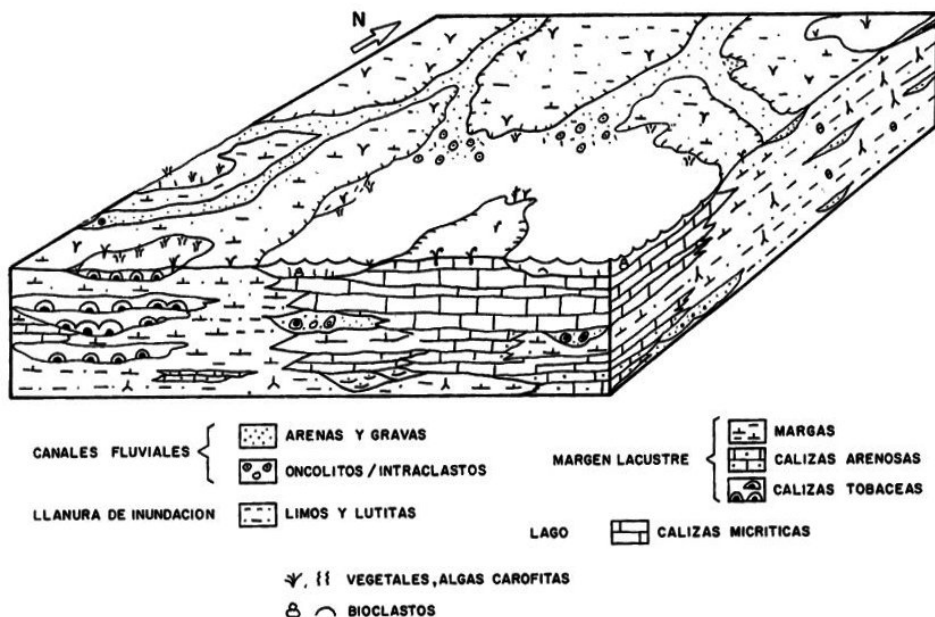 N
CANALES FLUVIALES
ARENAS Y GRAVAS
ONCOLITOS / INTRACLASTOS
LLANURA DE INUNDACION
LIMOS Y LUTITAS
MARGEN LACUSTRE
MARGAS
CALIZAS ARENOSAS
CALIZAS TOBACEAS
LAGO
CALIZAS MICRITICAS
VEGETALES, ALGAS CAROFITAS
BIOCLASTOS